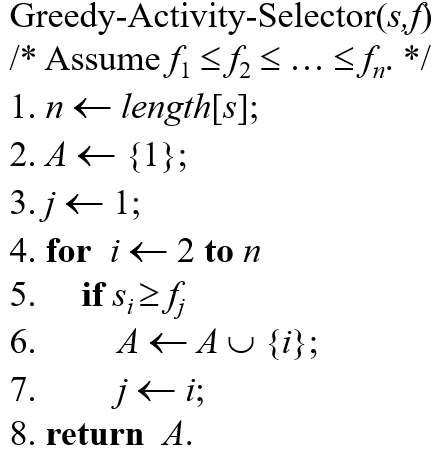 Greedy-Activity-Selector(s,f)
/* Assume f₁ ≤ f₂ ≤ … ≤ fₙ. */
1. n ← length[s];
2. A ← {1};
3. j ← 1;
4. for i ← 2 to n
5. if sᵢ ≥ fⱼ
6. A ← A ∪ {i};
7. j ← i;
8. return A.